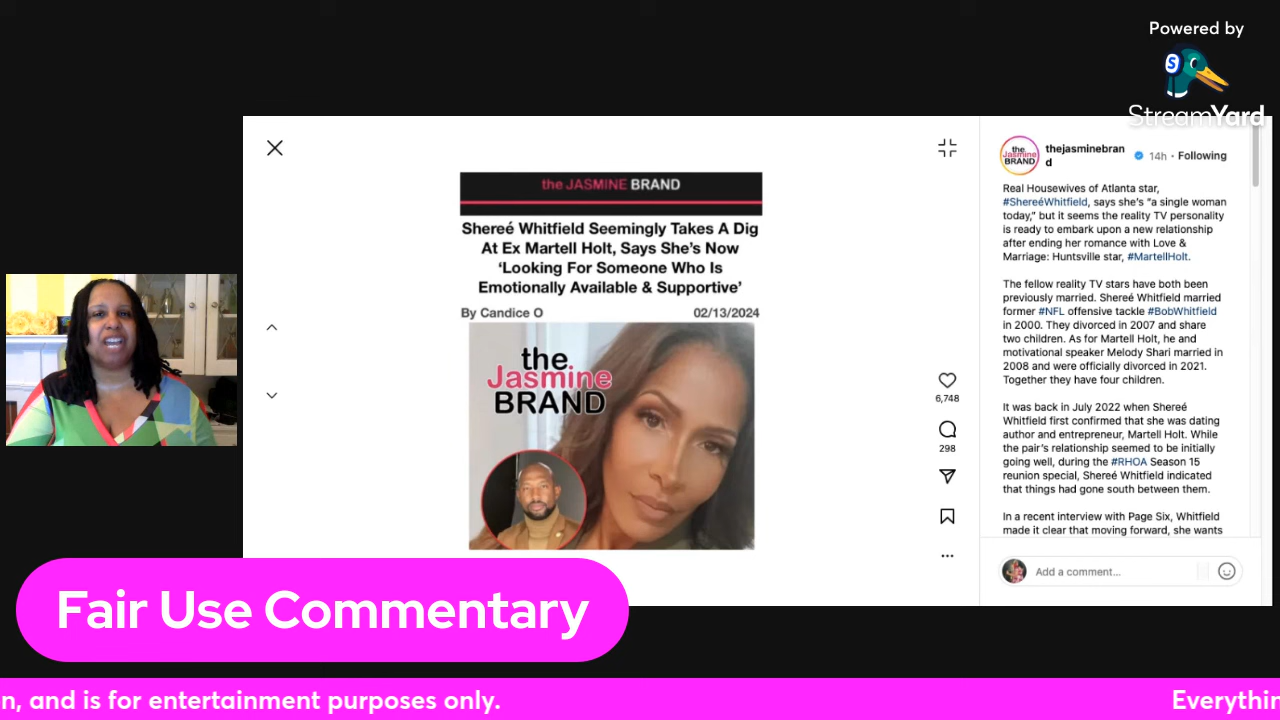 Powered by
StreamYard
the JASMINE BRAND
Shereé Whitfield Seemingly Takes A Dig
At Ex Martell Holt, Says She's Now
'Looking For Someone Who Is
Emotionally Available & Supportive'
By Candice O 02/13/2024
the
Jasmine
BRAND
6,748
298
the
Jasmine
BRAND
thejasminebran
d
14h • Following
Real Housewives of Atlanta star,
#ShereéWhitfield, says she's "a single woman
today," but it seems the reality TV personality
is ready to embark upon a new relationship
after ending her romance with Love &
Marriage: Huntsville star, #MartellHolt.
The fellow reality TV stars have both been
previously married. Shereé Whitfield married
former #NFL offensive tackle #BobWhitfield
in 2000. They divorced in 2007 and share
two children. As for Martell Holt, he and
motivational speaker Melody Shari married in
2008 and were officially divorced in 2021.
Together they have four children.
It was back in July 2022 when Shereé
Whitfield first confirmed that she was dating
author and entrepreneur, Martell Holt. While
the pair's relationship seemed to be initially
going well, during the #RHOA Season 15
reunion special, Shereé Whitfield indicated
that things had gone south between them.
In a recent interview with Page Six, Whitfield
made it clear that moving forward, she wants
Add a comment...
Fair Use Commentary
n, and is for entertainment purposes only.
Everythin